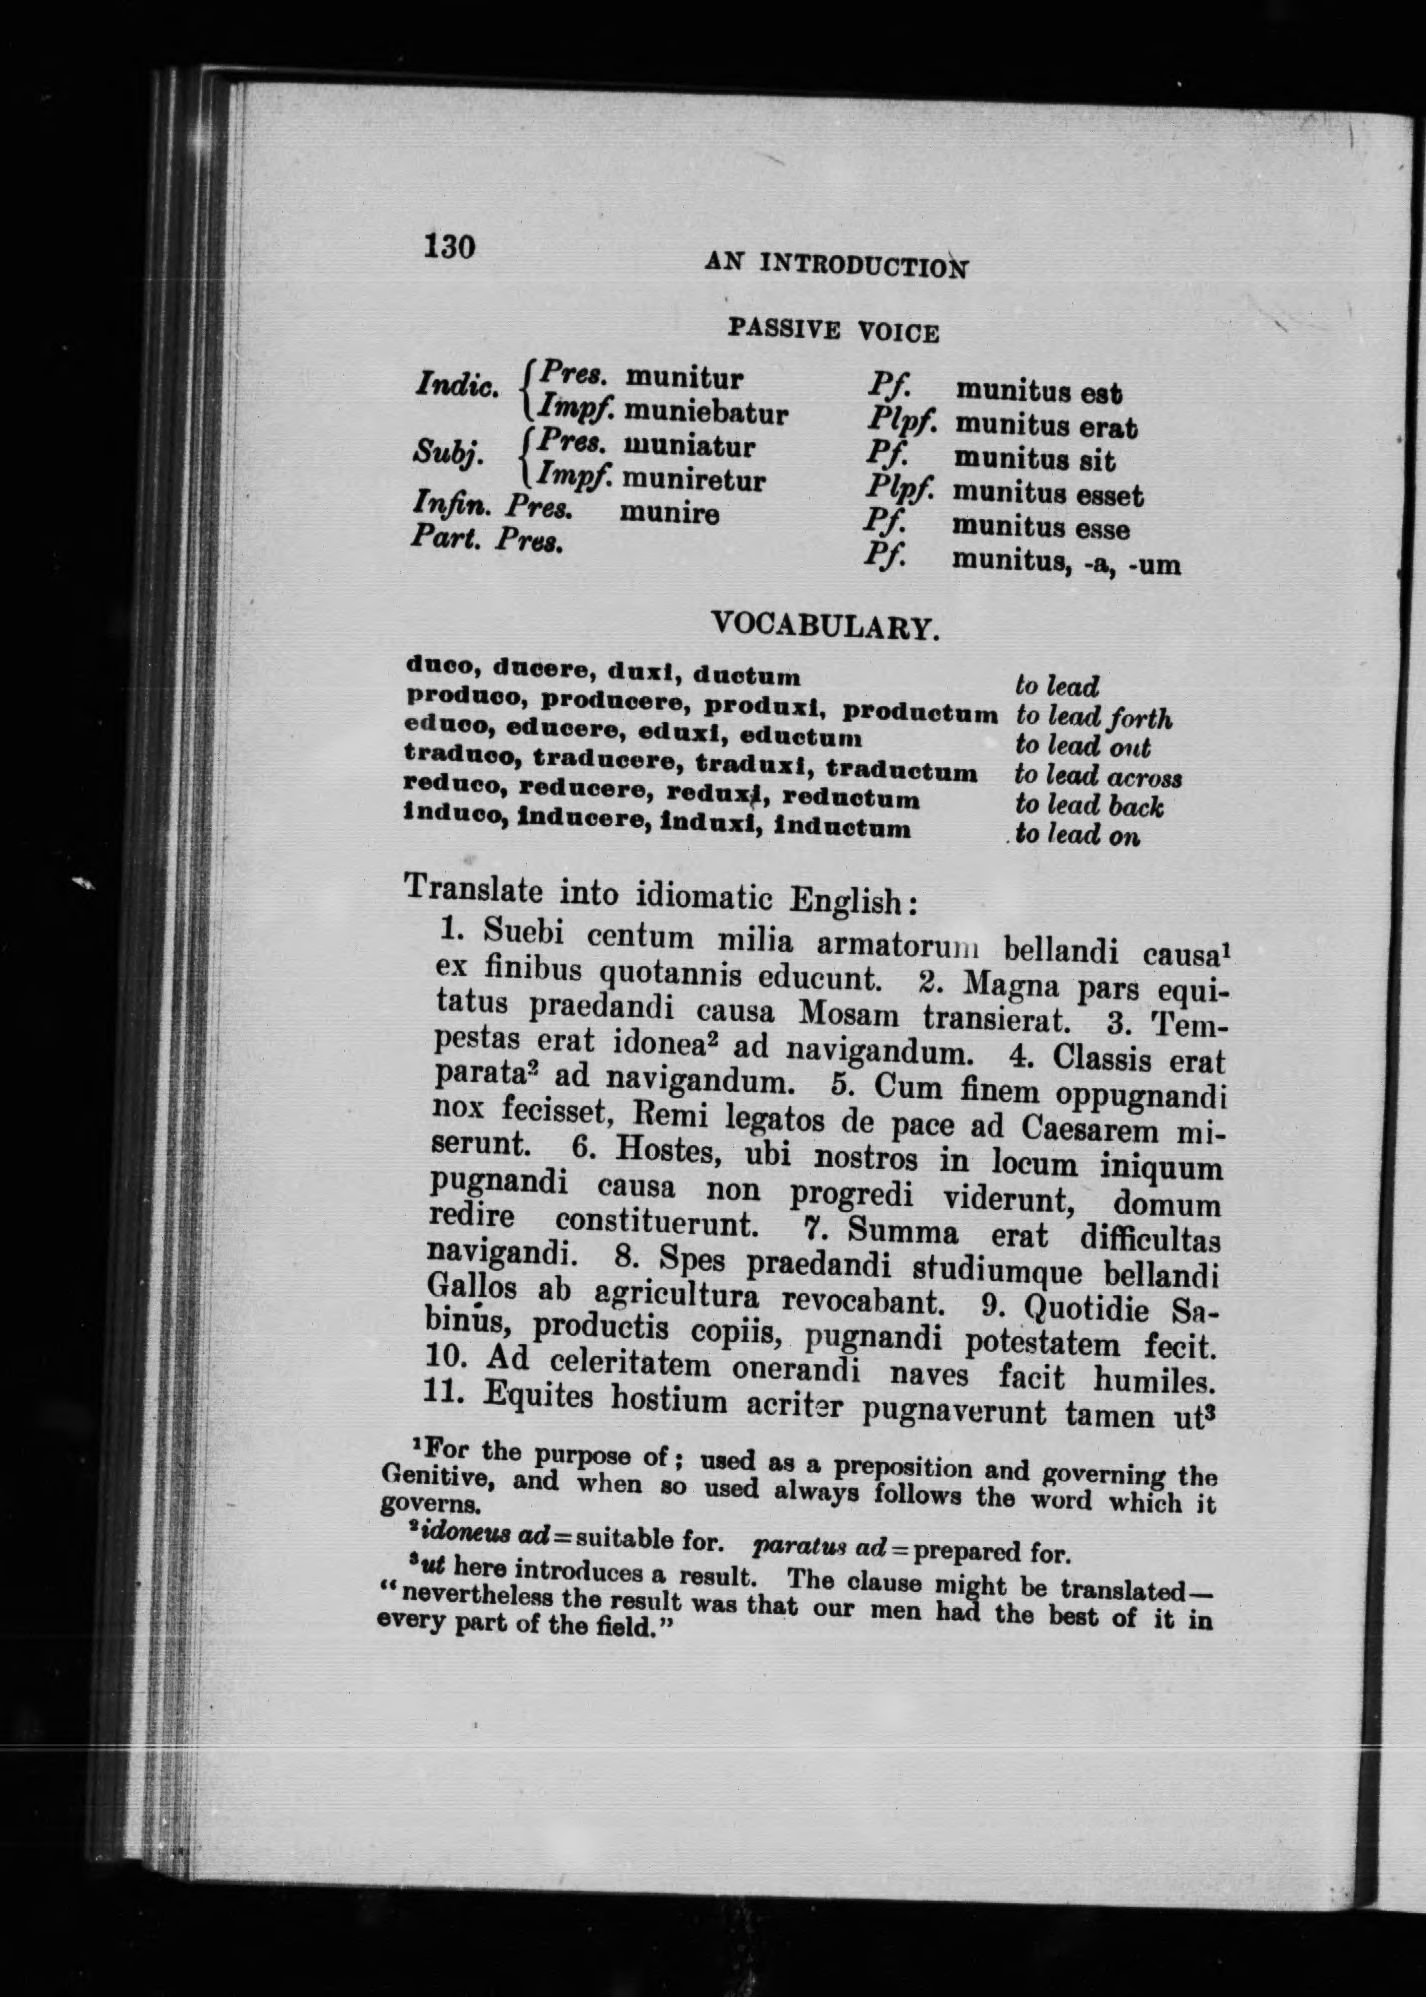 130
AN INTRODUCTION
PASSIVE VOICE
Indic. { Pres. munitur Pf. munitus est
Impf. muniebatur Plpf. munitus erat
Subj. { Pres. muniatur Pf. munitus sit
Impf. muniretur Plpf. munitus esset
Infin. Pres. munire Pf. munitus esse
Part. Pres. Pf. munitus, -a, -um
VOCABULARY.
duco, ducere, duxi, ductum to lead
produco, producere, produxi, productum to lead forth
educo, educere, eduxi, eductum to lead out
traduco, traducere, traduxi, traductum to lead across
reduco, reducere, reduxi, reductum to lead back
induco, inducere, induxi, inductum to lead on
Translate into idiomatic English:
1. Suebi centum milia armatorum bellandi causa¹
ex finibus quotannis educunt. 2. Magna pars equi-
tatus praedandi causa Mosam transierat. 3. Tem-
pestas erat idonea² ad navigandum. 4. Classis erat
parata² ad navigandum. 5. Cum finem oppugnandi
nox fecisset, Remi legatos de pace ad Caesarem mi-
serunt. 6. Hostes, ubi nostros in locum iniquum
pugnandi causa non progredi viderunt, domum
redire constituerunt. 7. Summa erat difficultas
navigandi. 8. Spes praedandi studiumque bellandi
Gallos ab agricultura revocabant. 9. Quotidie Sa-
binus, productis copiis, pugnandi potestatem fecit.
10. Ad celeritatem onerandi naves facit humiles.
11. Equites hostium acriter pugnaverunt tamen ut³
¹For the purpose of; used as a preposition and governing the
Genitive, and when so used always follows the word which it
governs.
²idoneus ad=suitable for. paratus ad=prepared for.
³ut here introduces a result. The clause might be translated—
"nevertheless the result was that our men had the best of it in
every part of the field."